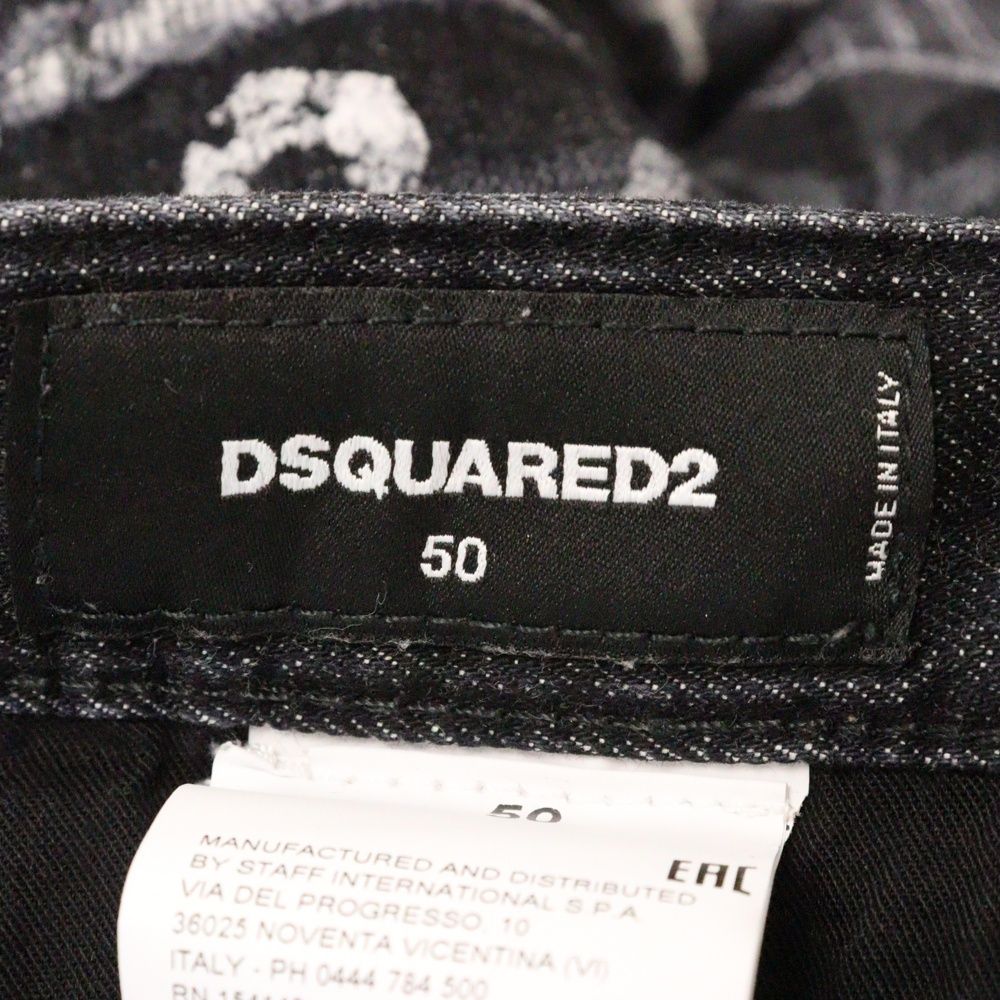 DSQUARED2
50
MADE IN ITALY
50
MANUFACTURED AND DISTRIBUTED
BY STAFF INTERNATIONAL S.P.A
VIA DEL PROGRESSO, 10
36025 NOVENTA VICENTINA (VI)
ITALY - PH 0444 784 500
RN
EAC